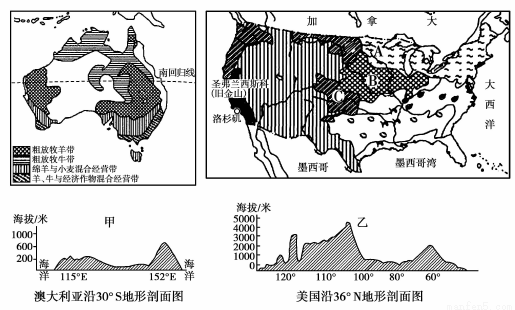 加 拿 大
A
B
C
圣弗兰西斯科
(旧金山)
洛杉矶
大
西
洋
墨西哥
墨西哥湾
南回归线
粗放牧羊带
粗放牧牛带
绵羊与小麦混合经营带
羊、牛与经济作物混合经营带
海拔/米
甲
1000
600
200
海
洋
115°E
152°E
海
洋
澳大利亚沿30°S地形剖面图
海拔/米
乙
5000
4000
3000
2000
1000
0
120°
100°
80°
60°
美国沿36°N地形剖面图